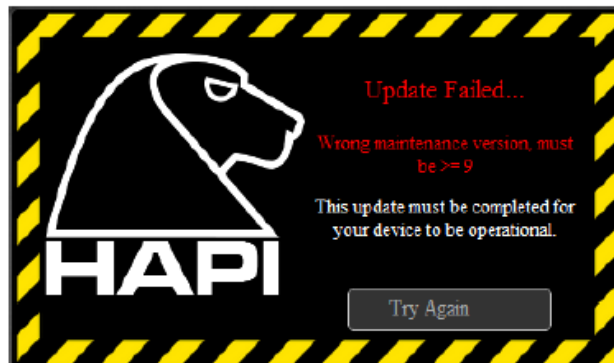 Update Failed...
Wrong maintenance version, must
be >= 9
This update must be completed for
your device to be operational.
HAPI
Try Again